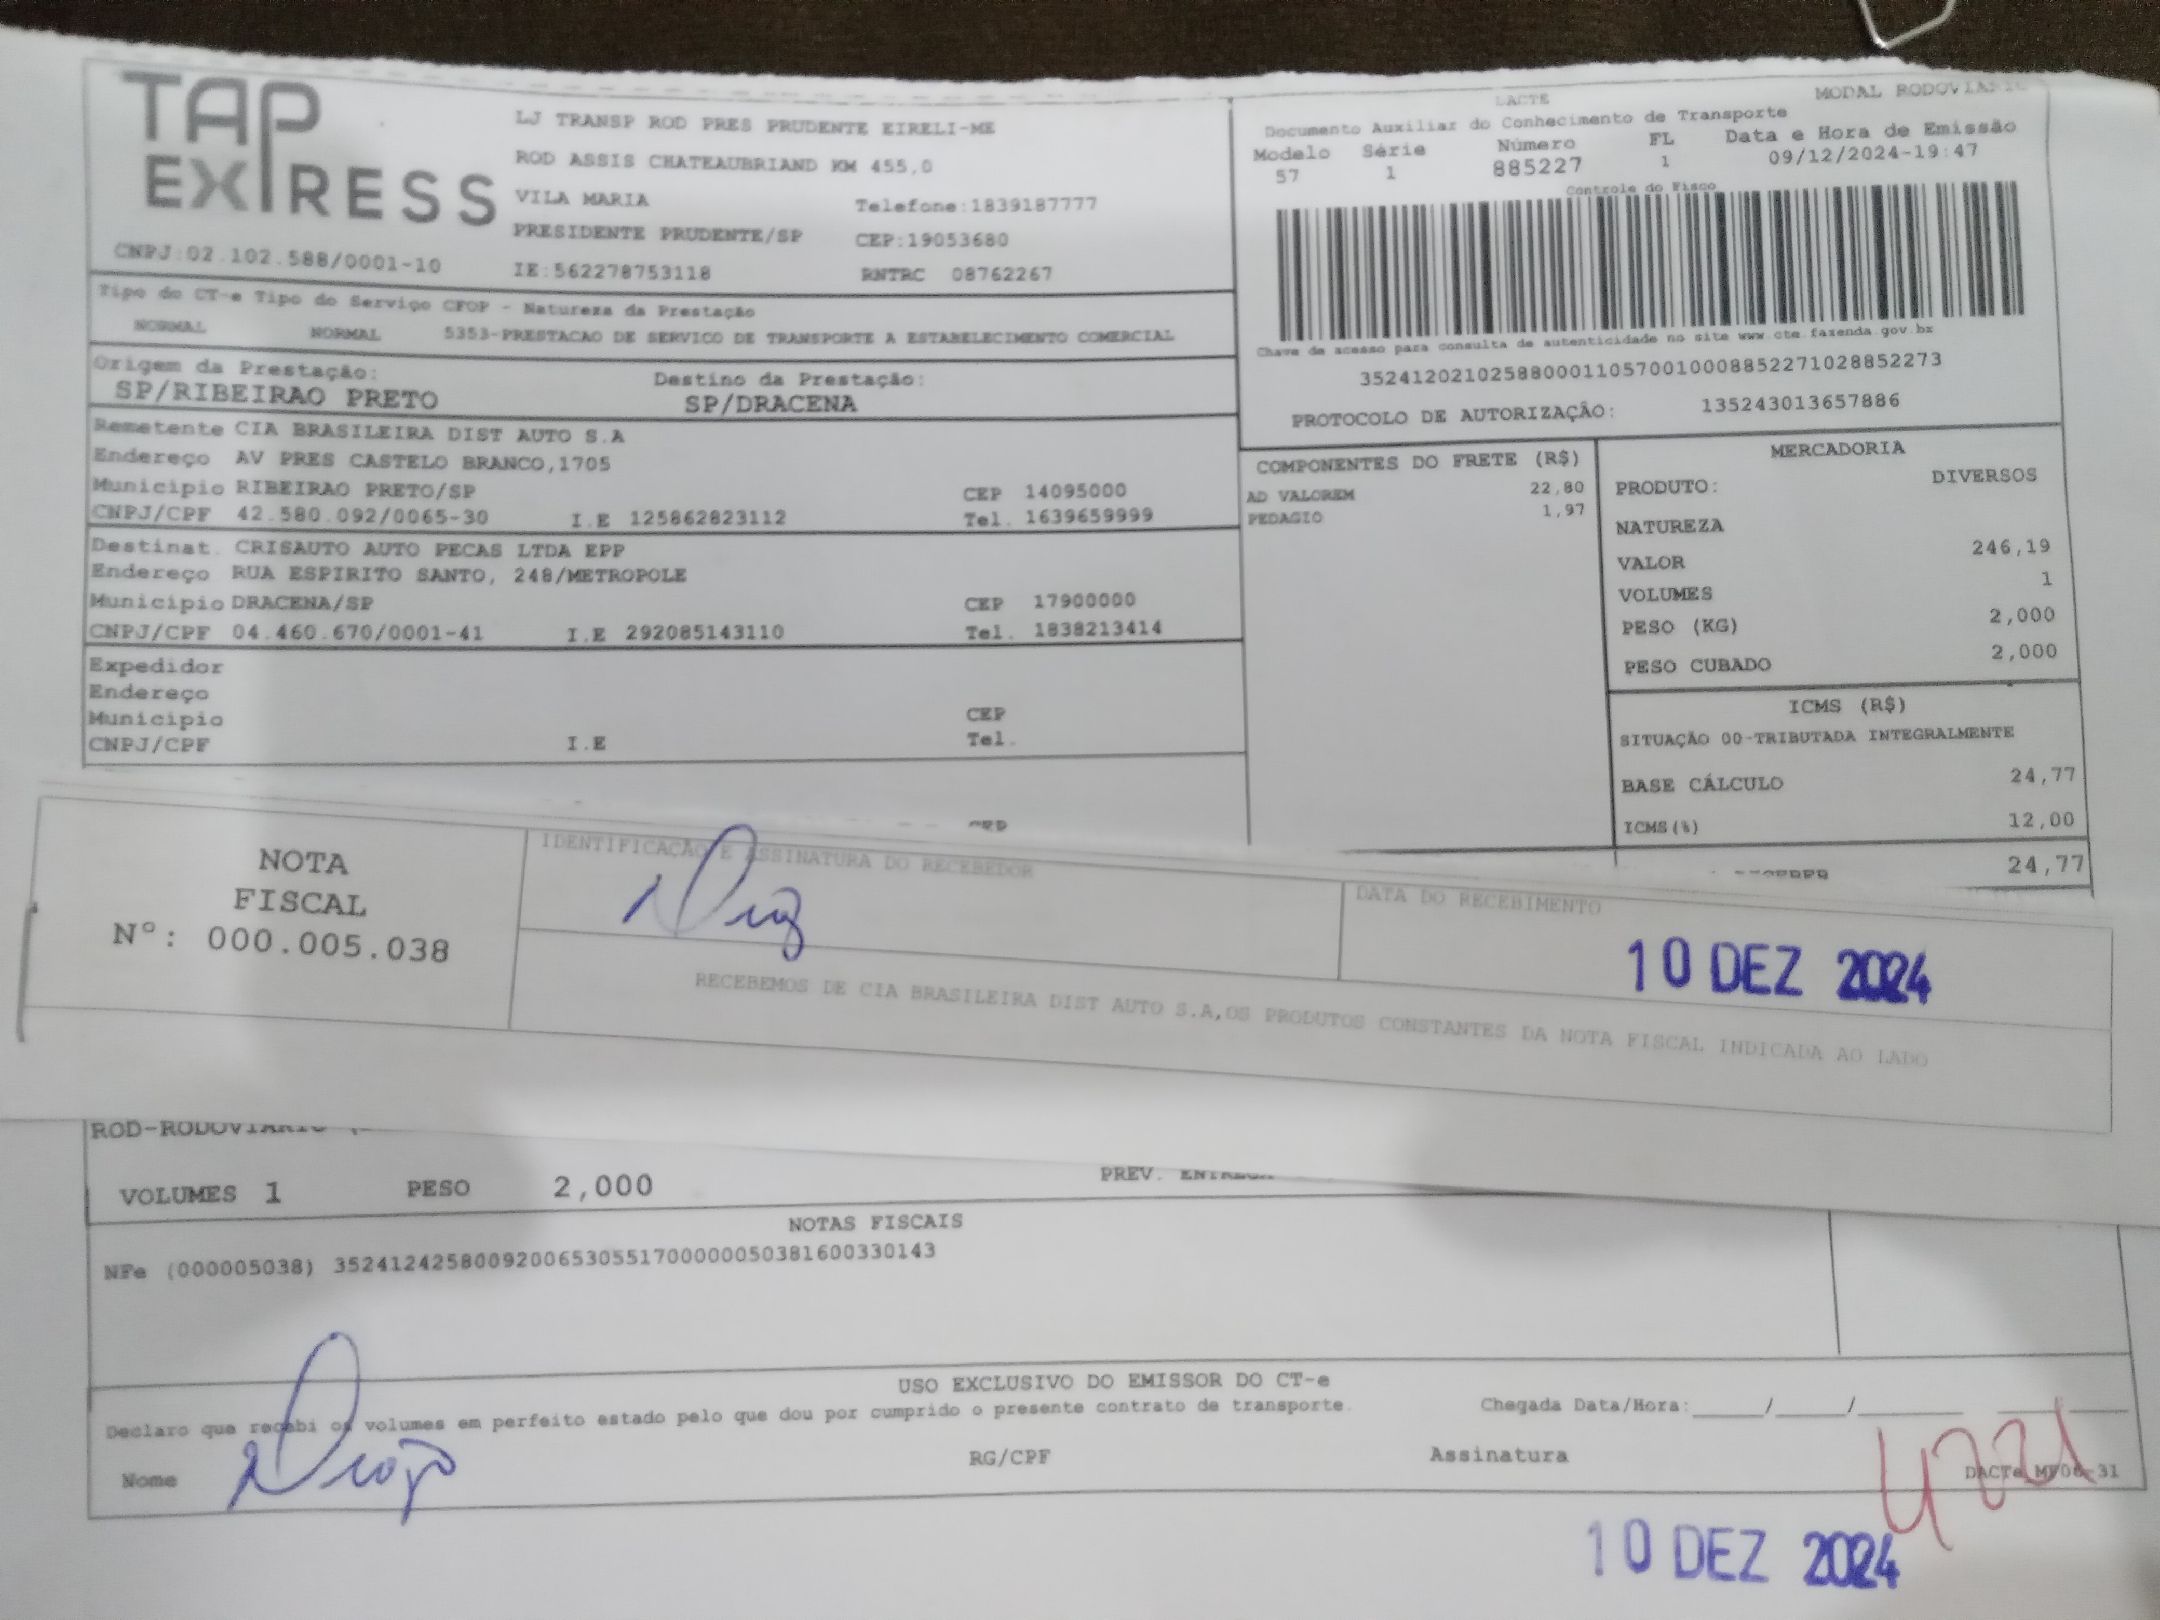 TAP EXPRESS
CNPJ:02.102.588/0001-10
LJ TRANSP ROD PRES PRUDENTE EIRELI-ME
ROD ASSIS CHATEAUBRIAND KM 455,0
VILA MARIA Telefone:1839187777
PRESIDENTE PRUDENTE/SP CEP:19053680
IE:562278753118 RNTRC 08762267
Tipo do CT-e Tipo do Serviço CFOP - Natureza da Prestação
NORMAL NORMAL 5353-PRESTACAO DE SERVICO DE TRANSPORTE A ESTABELECIMENTO COMERCIAL
Origem da Prestação: Destino da Prestação:
SP/RIBEIRAO PRETO SP/DRACENA
Remetente CIA BRASILEIRA DIST AUTO S.A
Endereço AV PRES CASTELO BRANCO,1705
Municipio RIBEIRAO PRETO/SP CEP 14095000
CNPJ/CPF 42.580.092/0065-30 I.E 125862823112 Tel. 1639659999
Destinat. CRISAUTO AUTO PECAS LTDA EPP
Endereço RUA ESPIRITO SANTO, 248/METROPOLE
Municipio DRACENA/SP CEP 17900000
CNPJ/CPF 04.460.670/0001-41 I.E 292085143110 Tel. 1838213414
Expedidor
Endereço
Municipio CEP
CNPJ/CPF I.E Tel.
DACTE MODAL RODOVIARIO
Documento Auxiliar do Conhecimento de Transporte
Modelo Série Número FL Data e Hora de Emissão
57 1 885227 1 09/12/2024-19:47
Controle do Fisco
Chave de acesso para consulta de autenticidade no site www.cte.fazenda.gov.br
35241202102588000110570010008852271028852273
PROTOCOLO DE AUTORIZAÇÃO: 135243013657886
COMPONENTES DO FRETE (R$)
AD VALOREM 22,80
PEDAGIO 1,97
MERCADORIA
PRODUTO: DIVERSOS
NATUREZA
VALOR 246,19
VOLUMES 1
PESO (KG) 2,000
PESO CUBADO 2,000
ICMS (R$)
SITUAÇÃO 00-TRIBUTADA INTEGRALMENTE
BASE CÁLCULO 24,77
ICMS(%) 12,00
24,77
NOTA
FISCAL
N°: 000.005.038
IDENTIFICAÇÃO E ASSINATURA DO RECEBEDOR
DATA DO RECEBIMENTO
10 DEZ 2024
RECEBEMOS DE CIA BRASILEIRA DIST AUTO S.A,OS PRODUTOS CONSTANTES DA NOTA FISCAL INDICADA AO LADO
ROD-RODOVIARIO
VOLUMES 1 PESO 2,000 PREV. ENTREGA
NOTAS FISCAIS
NFe (000005038) 35241242580092006530551700000050381600330143
USO EXCLUSIVO DO EMISSOR DO CT-e
Declaro que recebi os volumes em perfeito estado pelo que dou por cumprido o presente contrato de transporte. Chegada Data/Hora:_____/_____/_______
Nome Diogo RG/CPF Assinatura
10 DEZ 2024